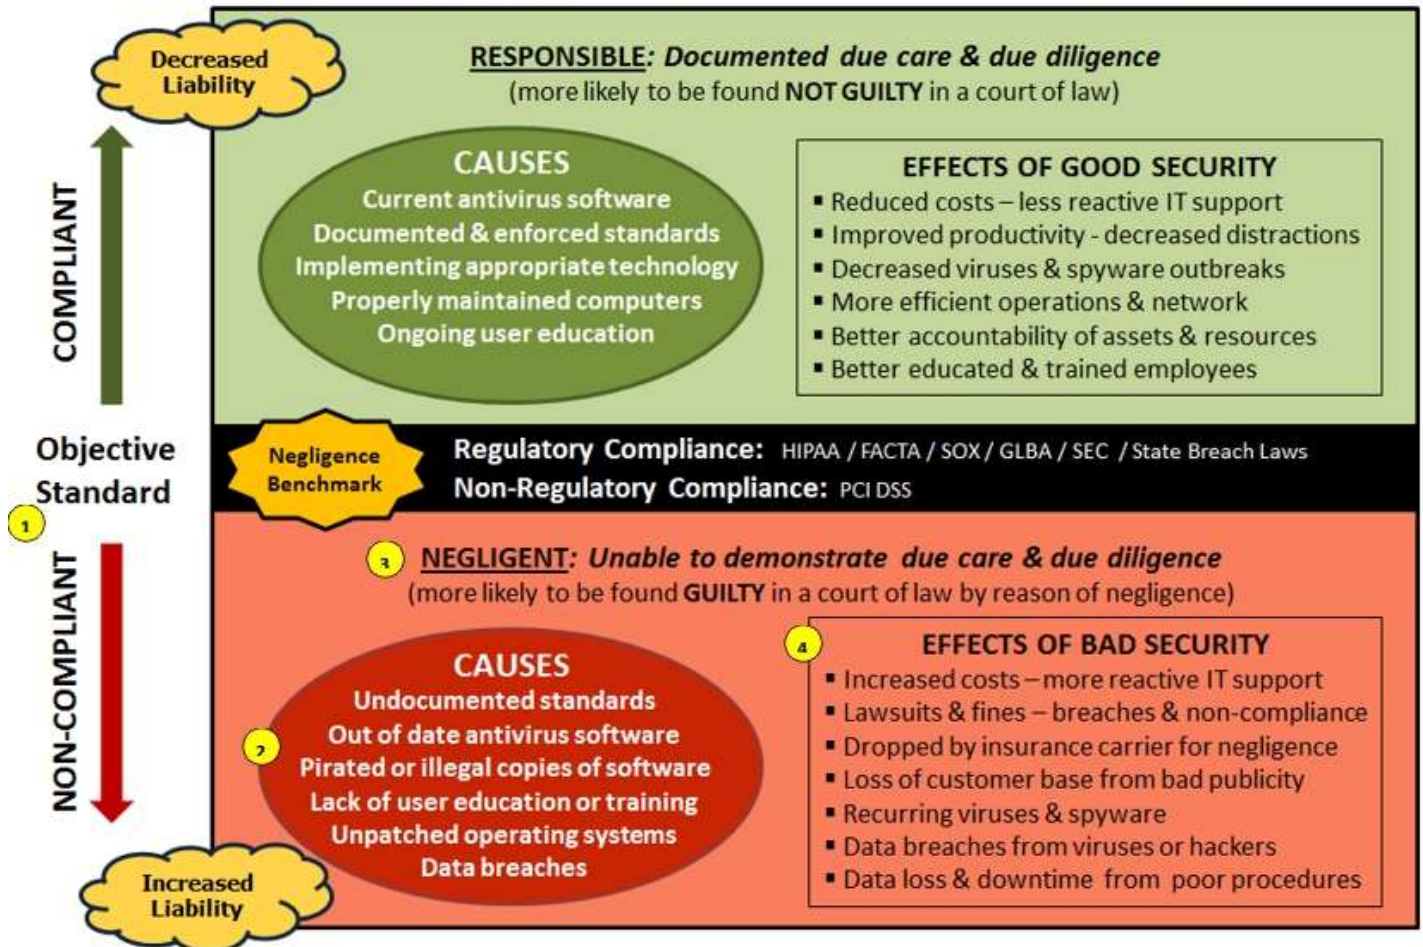 Decreased
Liability
RESPONSIBLE: Documented due care & due diligence
(more likely to be found NOT GUILTY in a court of law)
COMPLIANT
CAUSES
Current antivirus software
Documented & enforced standards
Implementing appropriate technology
Properly maintained computers
Ongoing user education
EFFECTS OF GOOD SECURITY
▪ Reduced costs – less reactive IT support
▪ Improved productivity - decreased distractions
▪ Decreased viruses & spyware outbreaks
▪ More efficient operations & network
▪ Better accountability of assets & resources
▪ Better educated & trained employees
Objective
Standard
1
Negligence
Benchmark
Regulatory Compliance: HIPAA / FACTA / SOX / GLBA / SEC / State Breach Laws
Non-Regulatory Compliance: PCI DSS
NON-COMPLIANT
3
NEGLIGENT: Unable to demonstrate due care & due diligence
(more likely to be found GUILTY in a court of law by reason of negligence)
2
CAUSES
Undocumented standards
Out of date antivirus software
Pirated or illegal copies of software
Lack of user education or training
Unpatched operating systems
Data breaches
4
EFFECTS OF BAD SECURITY
▪ Increased costs – more reactive IT support
▪ Lawsuits & fines – breaches & non-compliance
▪ Dropped by insurance carrier for negligence
▪ Loss of customer base from bad publicity
▪ Recurring viruses & spyware
▪ Data breaches from viruses or hackers
▪ Data loss & downtime from poor procedures
Increased
Liability